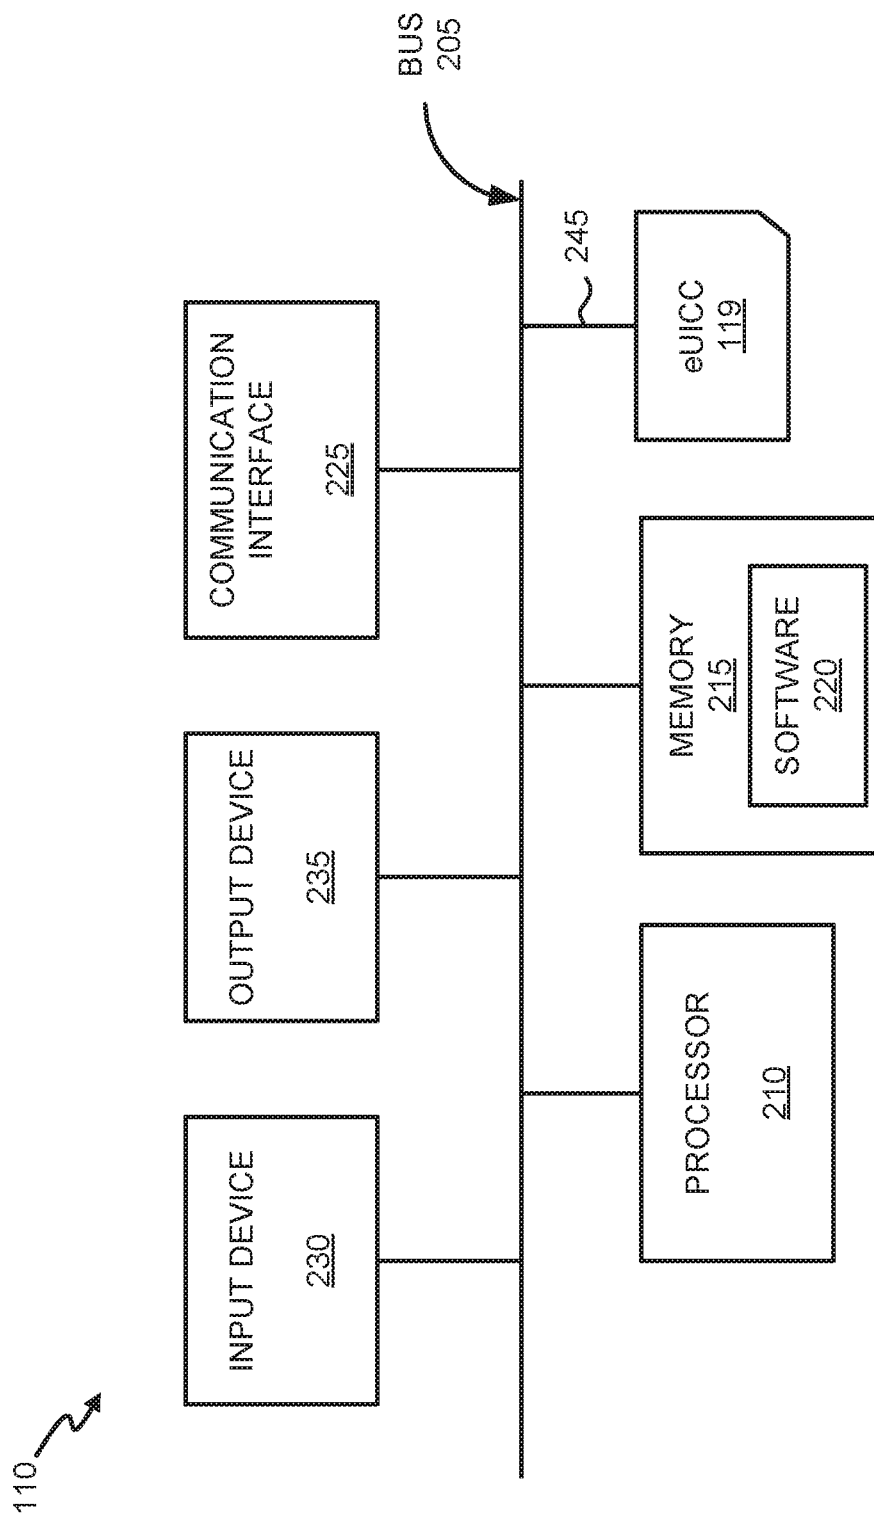 110
INPUT DEVICE
230
OUTPUT DEVICE
235
COMMUNICATION
INTERFACE
225
BUS
205
PROCESSOR
210
MEMORY
215
SOFTWARE
220
245
eUICC
119